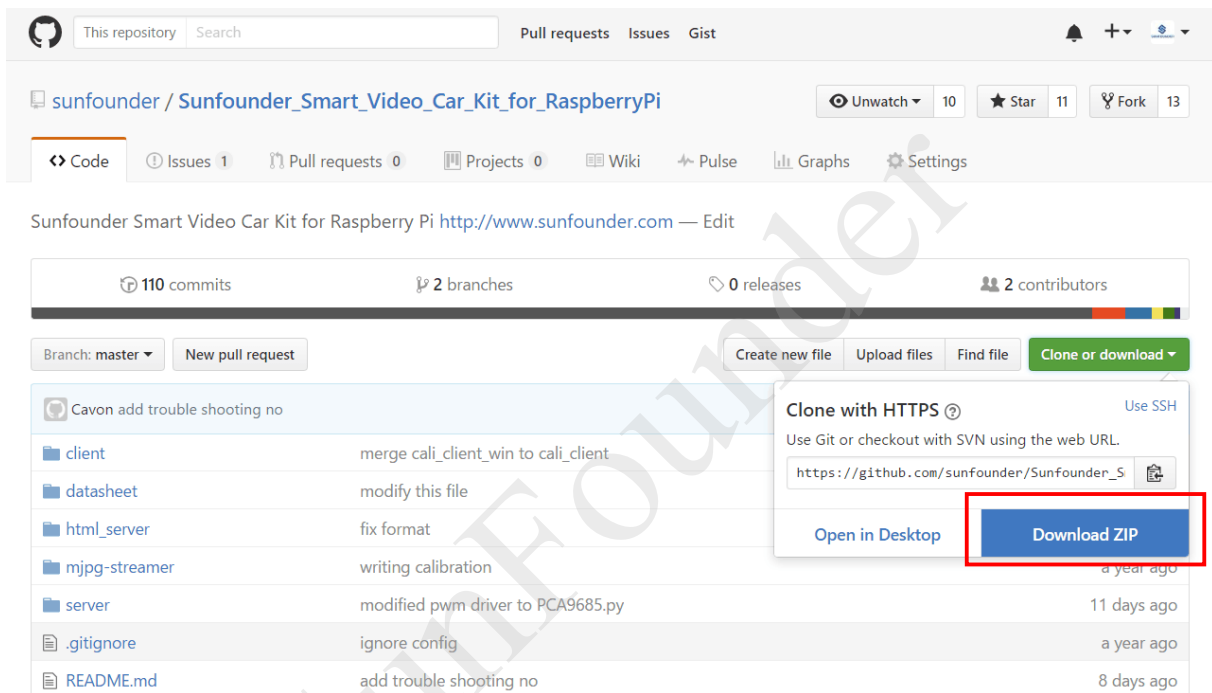 This repository Search Pull requests Issues Gist
sunfounder / Sunfounder_Smart_Video_Car_Kit_for_RaspberryPi Unwatch 10 Star 11 Fork 13
Code Issues 1 Pull requests 0 Projects 0 Wiki Pulse Graphs Settings
Sunfounder Smart Video Car Kit for Raspberry Pi http://www.sunfounder.com — Edit
110 commits 2 branches 0 releases 2 contributors
Branch: master New pull request Create new file Upload files Find file Clone or download
Cavon add trouble shooting no
Clone with HTTPS ? Use SSH
Use Git or checkout with SVN using the web URL.
https://github.com/sunfounder/Sunfounder_S
Open in Desktop Download ZIP
client merge cali_client_win to cali_client
datasheet modify this file
html_server fix format
mjpg-streamer writing calibration a year ago
server modified pwm driver to PCA9685.py 11 days ago
.gitignore ignore config a year ago
README.md add trouble shooting no 8 days ago
SunFounder